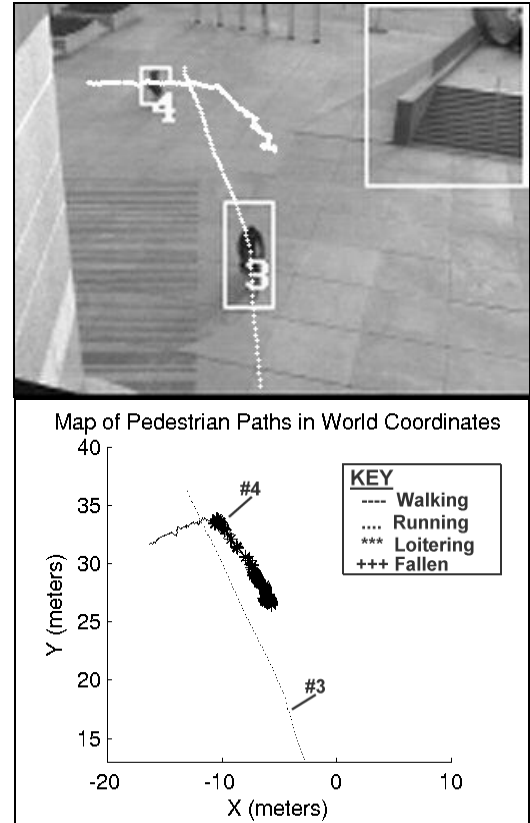 4
3
Map of Pedestrian Paths in World Coordinates
40
35
30
25
20
15
-20
-10
0
10
X (meters)
Y (meters)
#4
#3
KEY
---- Walking
.... Running
*** Loitering
+++ Fallen